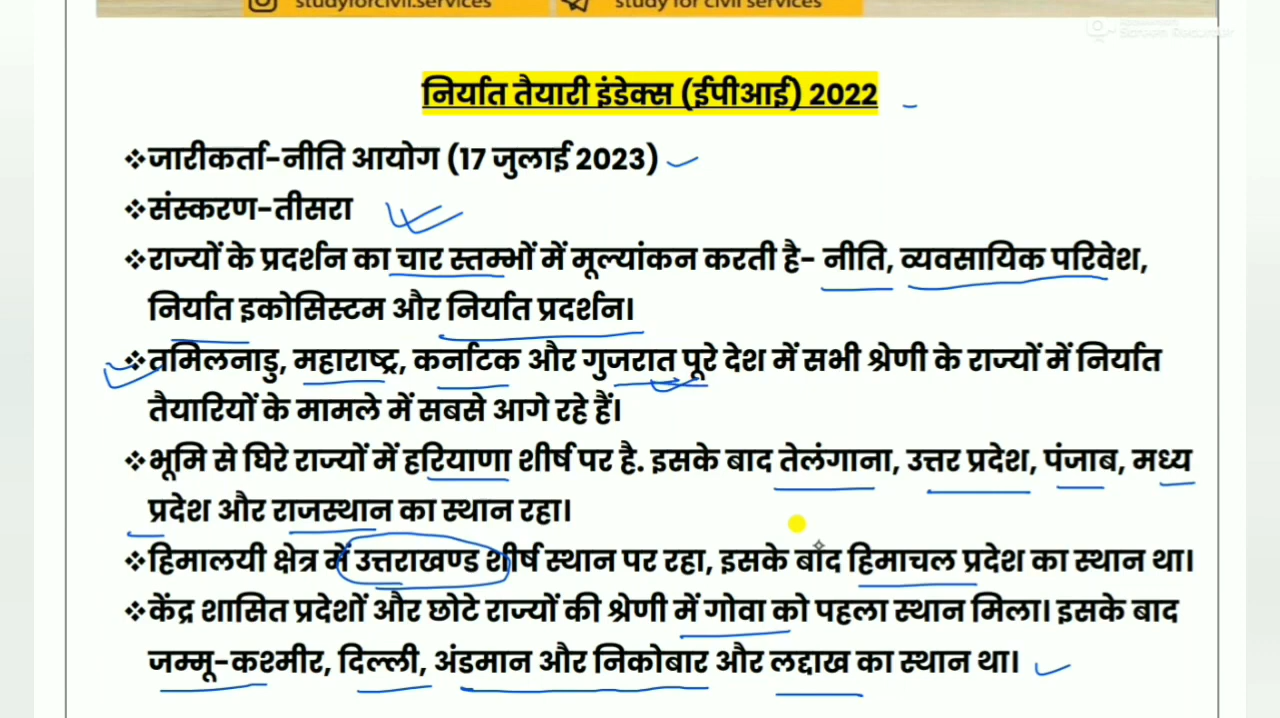 studyforcivil.services
study for civil services
Screen Recorder
निर्यात तैयारी इंडेक्स (ईपीआई) 2022
❖जारीकर्ता-नीति आयोग (17 जुलाई 2023)
❖संस्करण-तीसरा
❖राज्यों के प्रदर्शन का चार स्तम्भों में मूल्यांकन करती है- नीति, व्यवसायिक परिवेश,
निर्यात इकोसिस्टम और निर्यात प्रदर्शन।
❖तमिलनाडु, महाराष्ट्र, कर्नाटक और गुजरात पूरे देश में सभी श्रेणी के राज्यों में निर्यात
तैयारियों के मामले में सबसे आगे रहे हैं।
❖भूमि से घिरे राज्यों में हरियाणा शीर्ष पर है. इसके बाद तेलंगाना, उत्तर प्रदेश, पंजाब, मध्य
प्रदेश और राजस्थान का स्थान रहा।
❖हिमालयी क्षेत्र में उत्तराखण्ड शीर्ष स्थान पर रहा, इसके बाद हिमाचल प्रदेश का स्थान था।
❖केंद्र शासित प्रदेशों और छोटे राज्यों की श्रेणी में गोवा को पहला स्थान मिला। इसके बाद
जम्मू-कश्मीर, दिल्ली, अंडमान और निकोबार और लद्दाख का स्थान था।